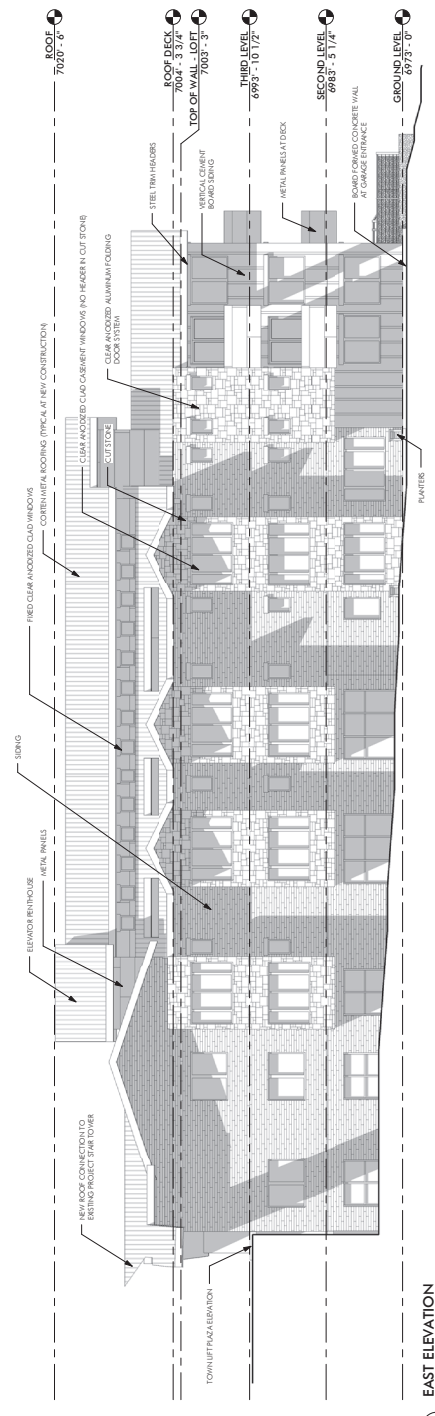 ROOF
7020' - 6"
ROOF DECK
7004' - 3 3/4"
TOP OF WALL - LOFT
7003' - 3"
THIRD LEVEL
6993' - 10 1/2"
SECOND LEVEL
6983' - 5 1/4"
GROUND LEVEL
6973' - 0"
NEW ROOF CONNECTION TO
EXISTING PROJECT STAIR TOWER
ELEVATOR PENTHOUSE
METAL PANELS
SIDING
FIXED CLEAR ANODIZED CLAD WINDOWS
CORTEN METAL ROOFING (TYPICAL AT NEW CONSTRUCTION)
CUT STONE
CLEAR ANODIZED CLAD CASEMENT WINDOWS (NO HEADER IN CUT STONE)
CLEAR ANODIZED ALUMINUM FOLDING
DOOR SYSTEM
STEEL TRIM HEADERS
VERTICAL CEMENT
BOARD SIDING
METAL PANELS AT DECK
BOARD FORMED CONCRETE WALL
AT GARAGE ENTRANCE
PLANTERS
TOWN LIFT PLAZA ELEVATION
EAST ELEVATION